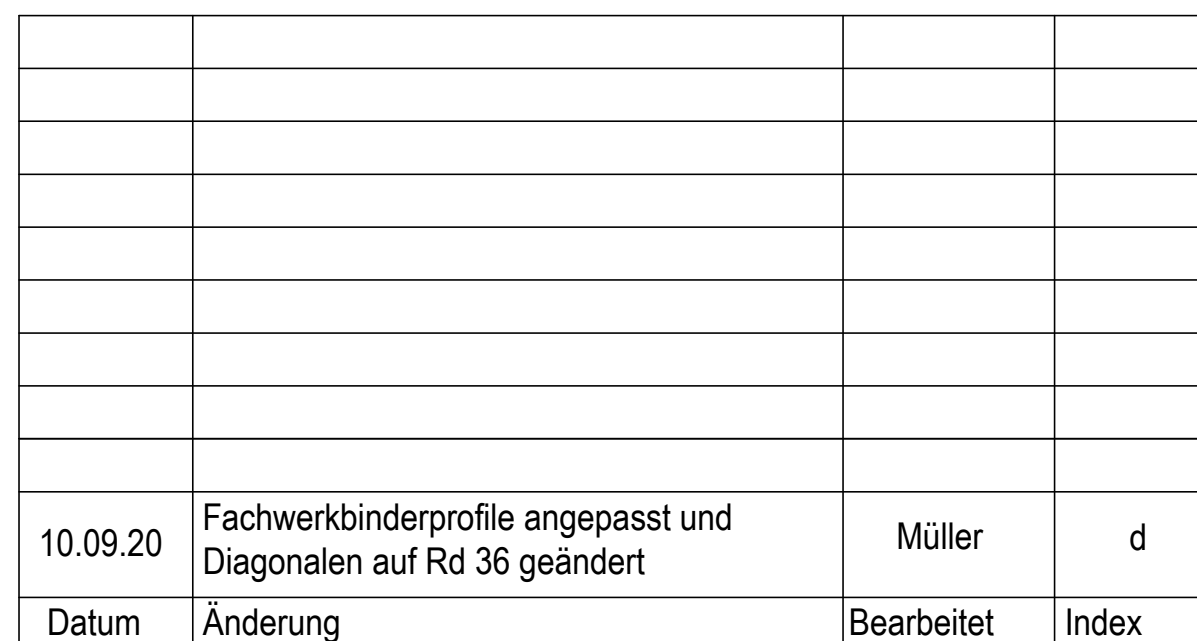 10.09.20 Fachwerkbinderprofile angepasst und Müller d
Diagonalen auf Rd 36 geändert
Datum Änderung Bearbeitet Index